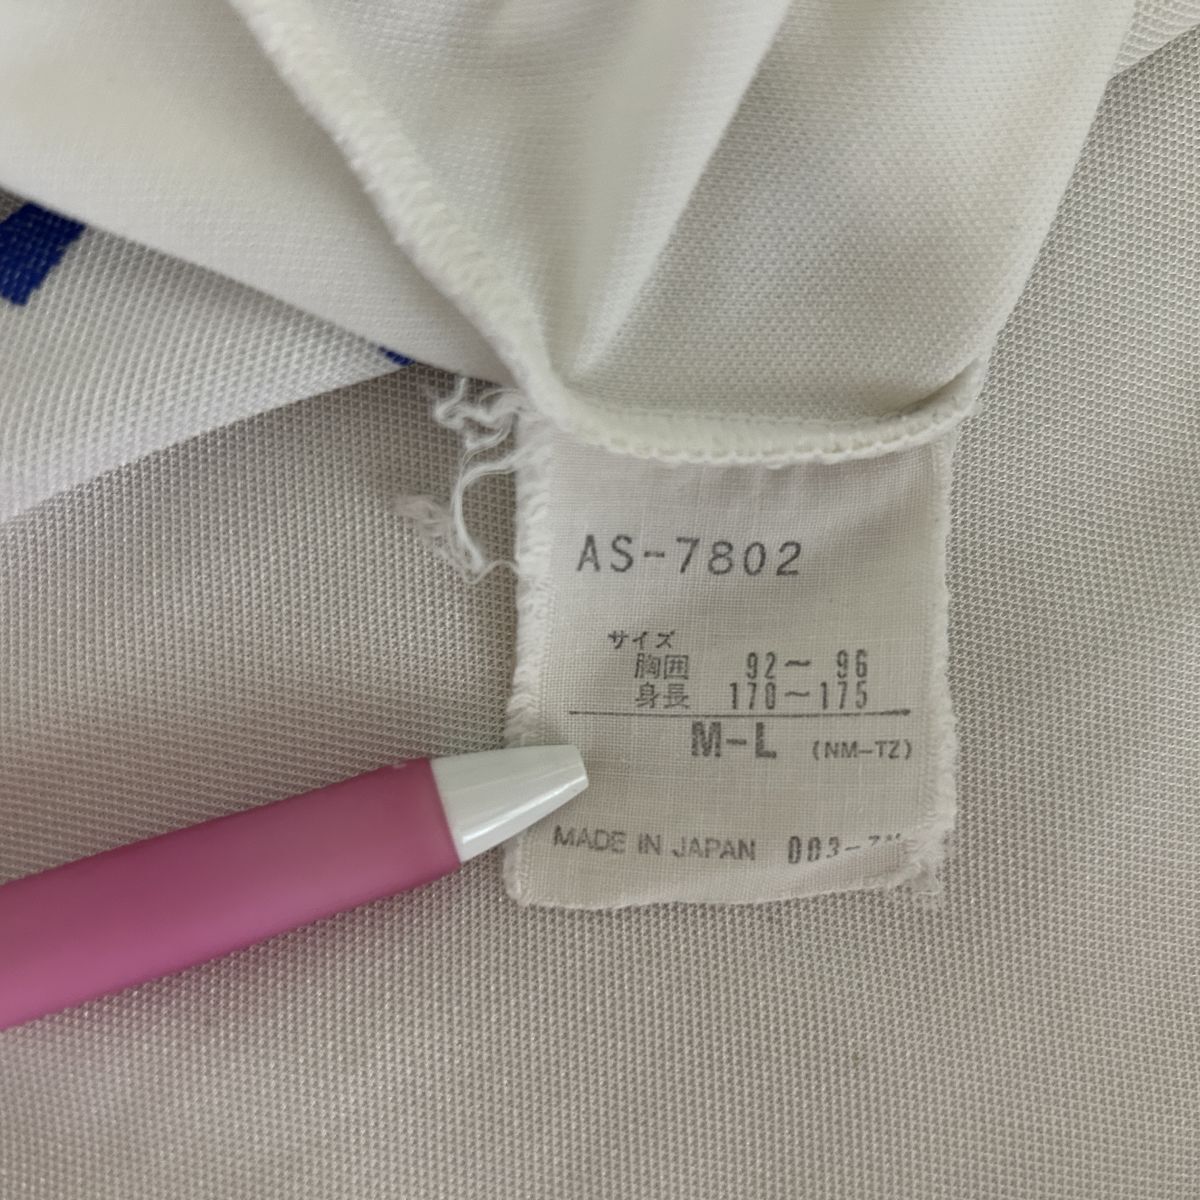 AS-7802
サイズ
胸囲 92～ 96
身長 170～175
M-L (NM-TZ)
MADE IN JAPAN